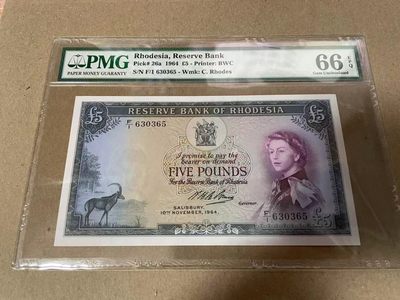 PMG
PAPER MONEY GUARANTY
Rhodesia, Reserve Bank
Pick# 26a 1964 £5 - Printer: BWC
S/N F/1 630365 - Wmk: C. Rhodes
66 EPQ
Gem Uncirculated
£5
RESERVE BANK OF RHODESIA
£5
F/1 630365
I promise to pay the
bearer on demand
FIVE POUNDS
For the Reserve Bank of Rhodesia
SALISBURY,
10TH NOVEMBER, 1964.
Governor.
F/1 630365
£5